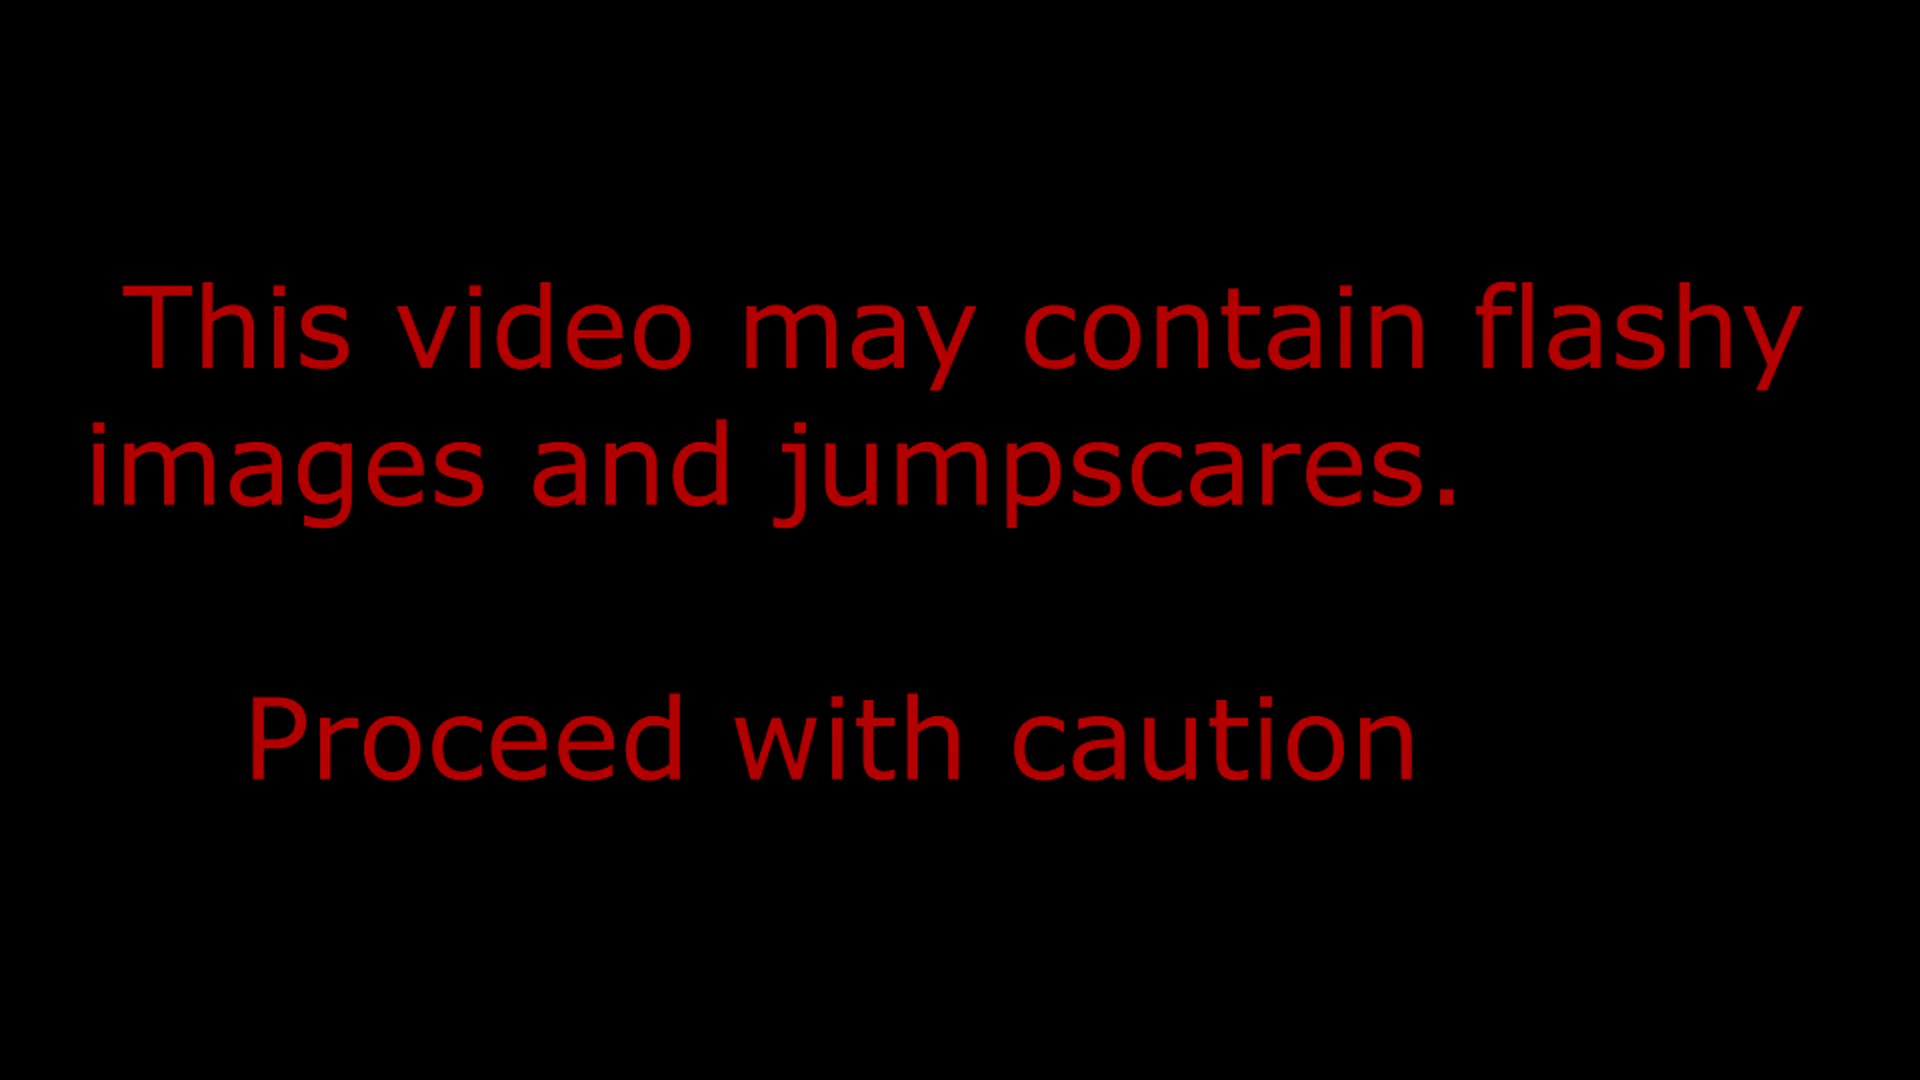 This video may contain flashy
images and jumpscares.
Proceed with caution